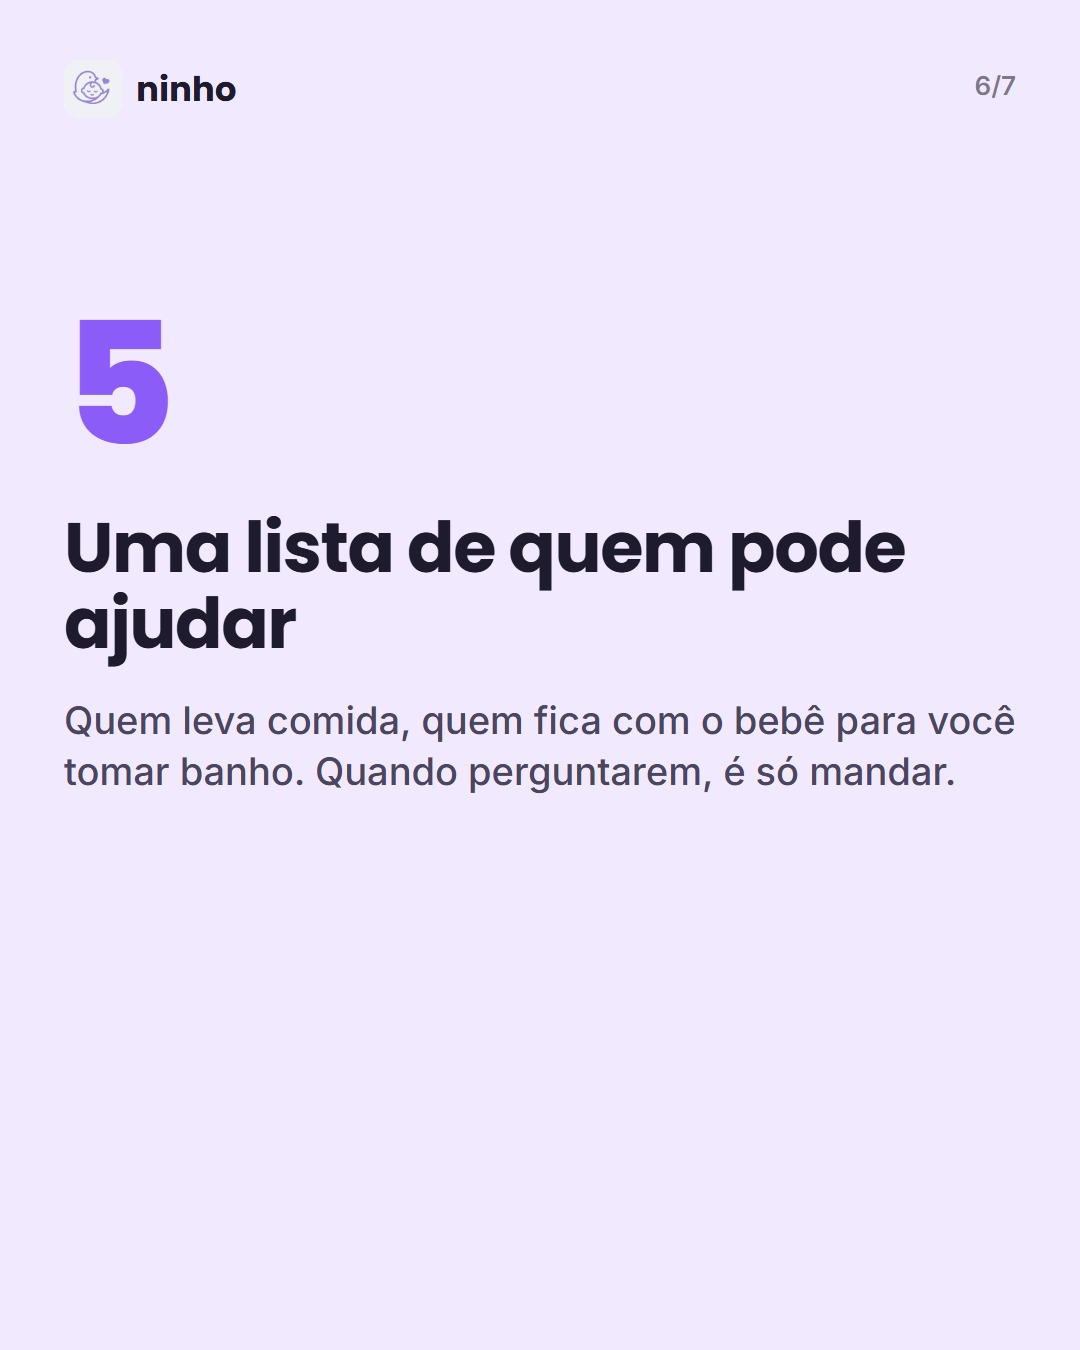 ninho
6/7
5
Uma lista de quem pode
ajudar
Quem leva comida, quem fica com o bebê para você
tomar banho. Quando perguntarem, é só mandar.